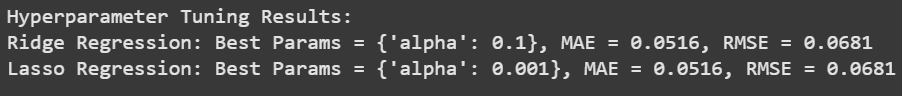 Hyperparameter Tuning Results:
Ridge Regression: Best Params = {'alpha': 0.1}, MAE = 0.0516, RMSE = 0.0681
Lasso Regression: Best Params = {'alpha': 0.001}, MAE = 0.0516, RMSE = 0.0681